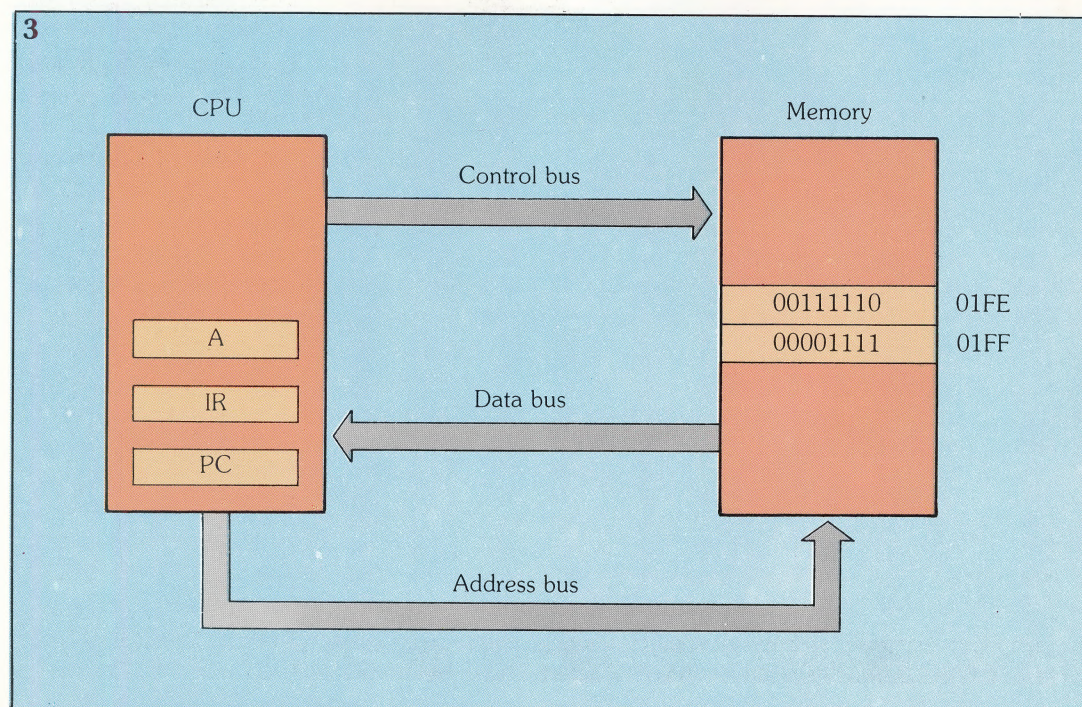 3
CPU
Memory
Control bus
00111110 01FE
A
00001111 01FF
IR
Data bus
PC
Address bus